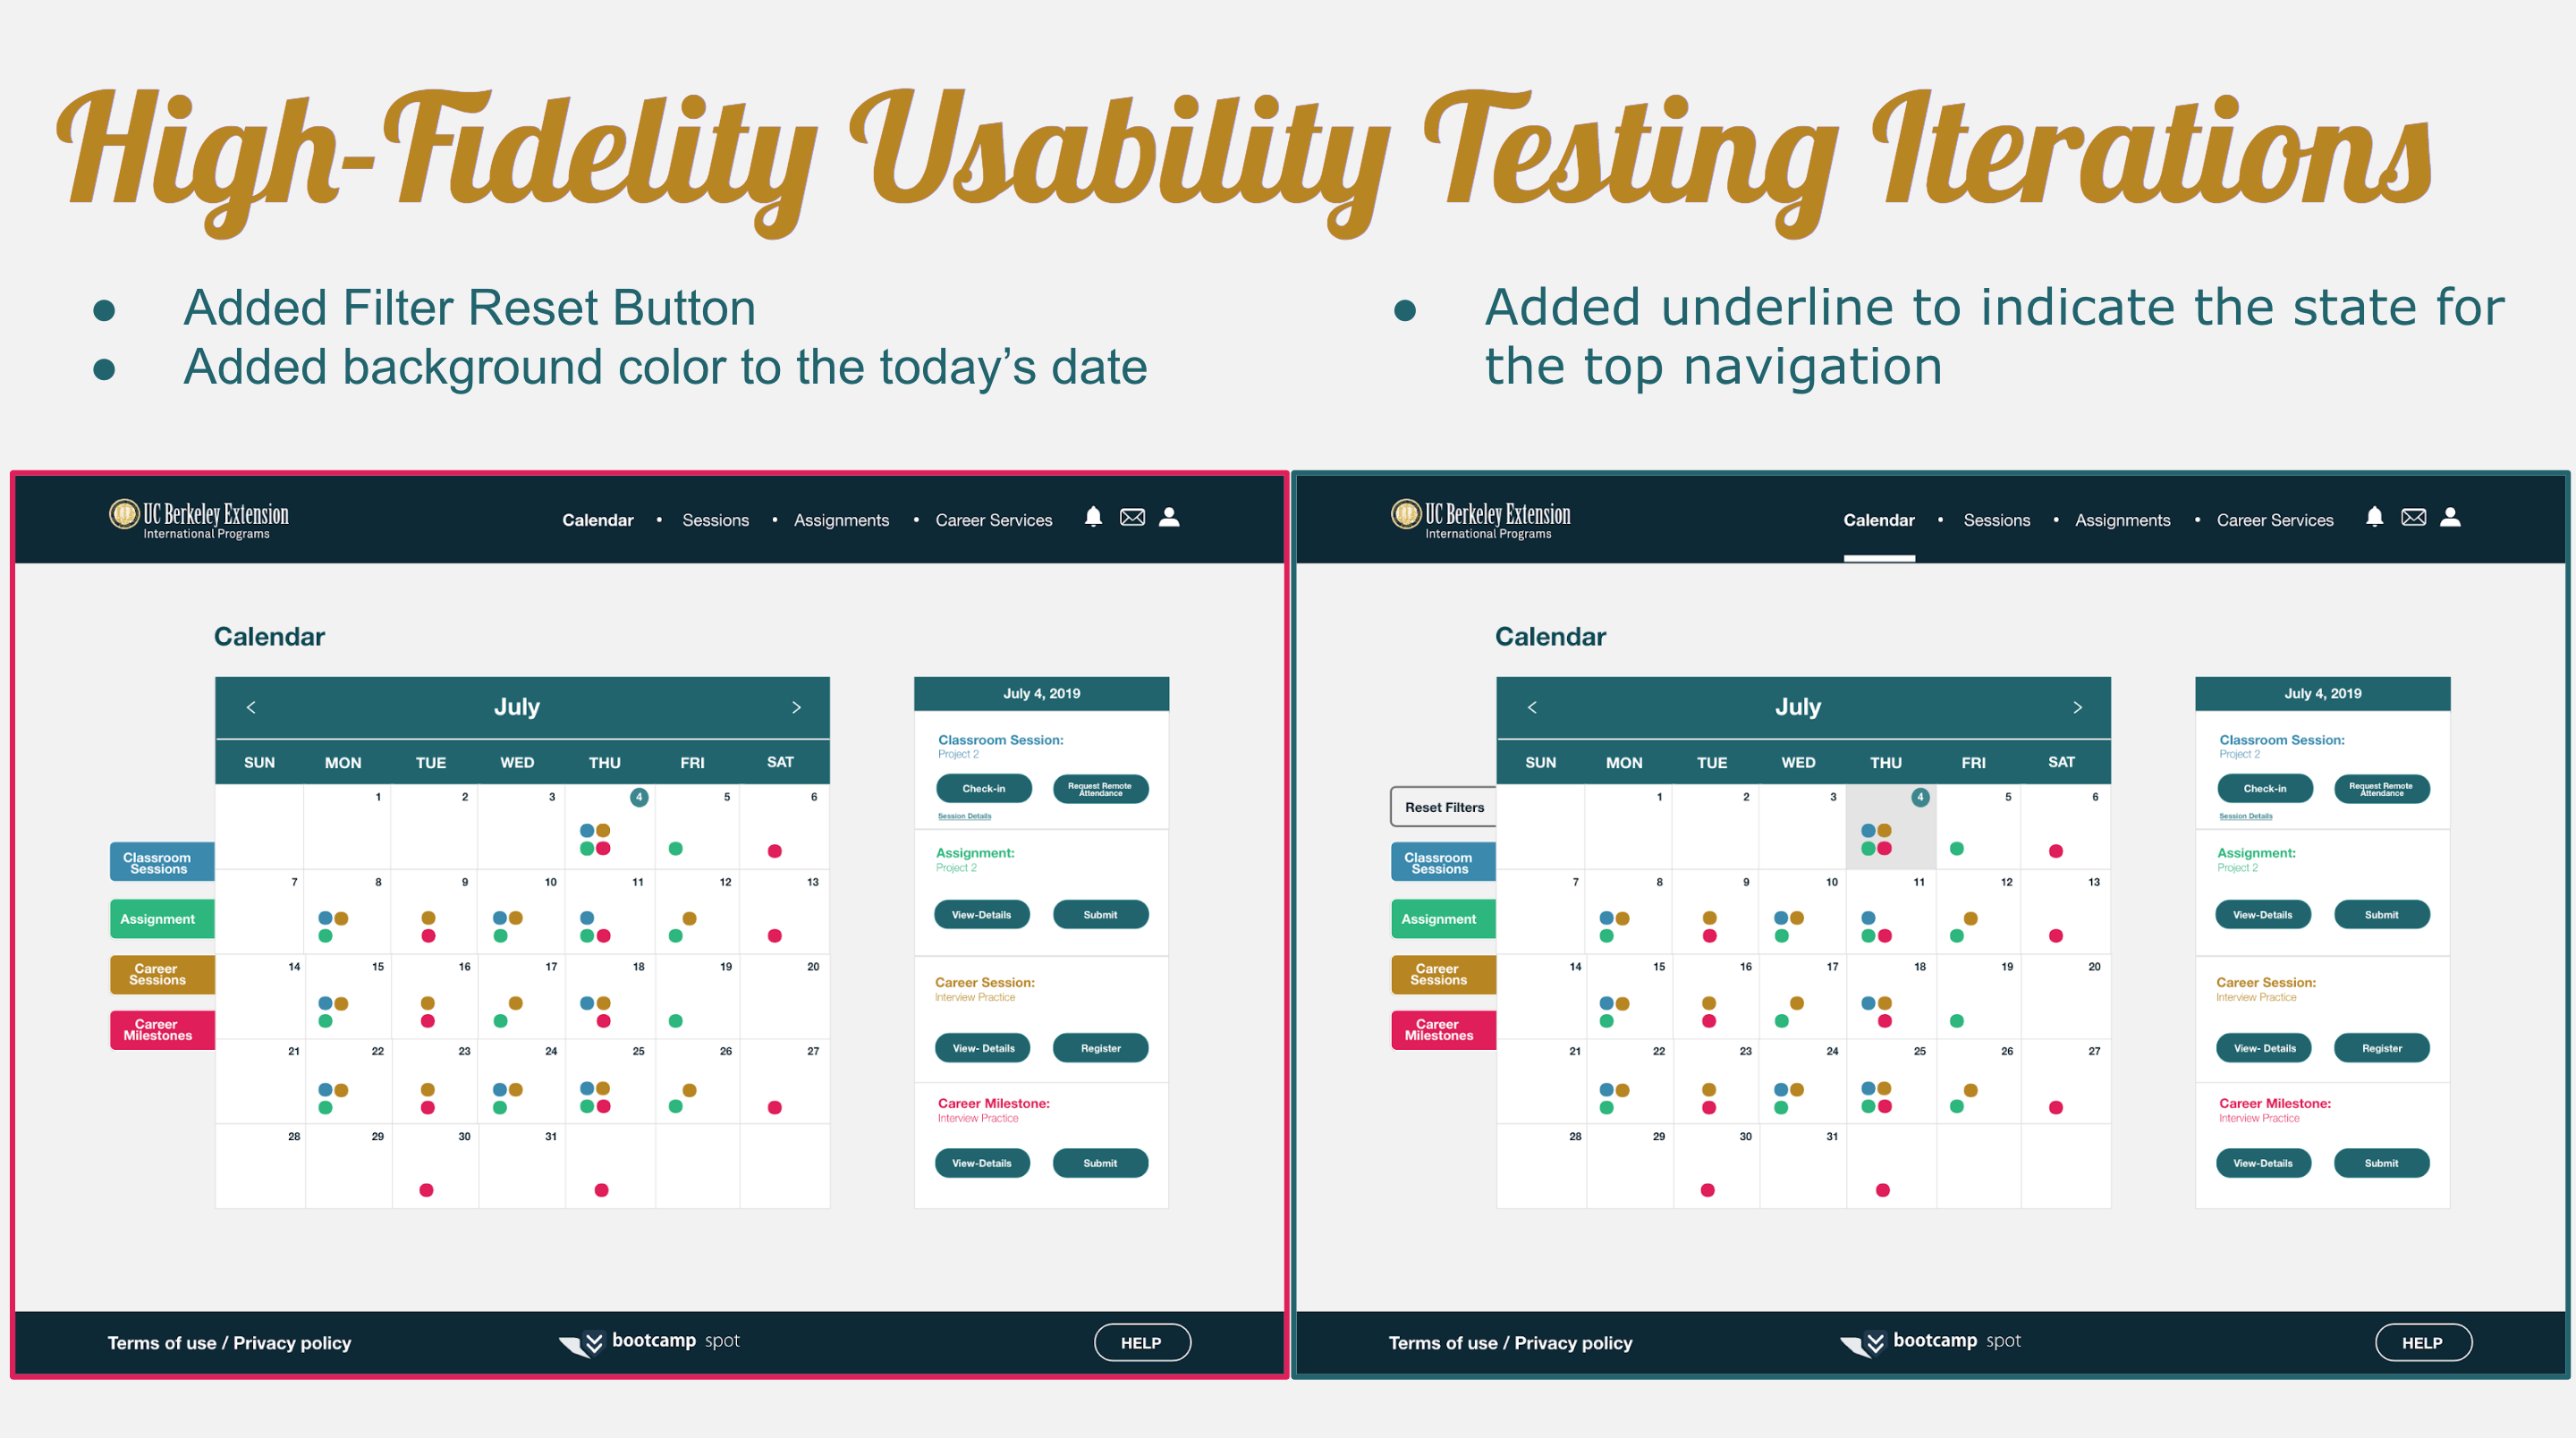 High-Fidelity Usability Testing Iterations
● Added Filter Reset Button
● Added background color to the today’s date
● Added underline to indicate the state for
the top navigation
UC Berkeley Extension
International Programs
Calendar • Sessions • Assignments • Career Services
Calendar
< July >
SUN MON TUE WED THU FRI SAT
1 2 3 4 5 6
7 8 9 10 11 12 13
14 15 16 17 18 19 20
21 22 23 24 25 26 27
28 29 30 31
Classroom
Sessions
Assignment
Career
Sessions
Career
Milestones
July 4, 2019
Classroom Session:
Project 2
Check-in
Request Remote
Attendance
Session Details
Assignment:
Project 2
View-Details Submit
Career Session:
Interview Practice
View- Details Register
Career Milestone:
Interview Practice
View-Details Submit
Terms of use / Privacy policy
bootcamp spot
HELP
UC Berkeley Extension
International Programs
Calendar • Sessions • Assignments • Career Services
Calendar
< July >
SUN MON TUE WED THU FRI SAT
1 2 3 4 5 6
7 8 9 10 11 12 13
14 15 16 17 18 19 20
21 22 23 24 25 26 27
28 29 30 31
Reset Filters
Classroom
Sessions
Assignment
Career
Sessions
Career
Milestones
July 4, 2019
Classroom Session:
Project 2
Check-in
Request Remote
Attendance
Session Details
Assignment:
Project 2
View-Details Submit
Career Session:
Interview Practice
View- Details Register
Career Milestone:
Interview Practice
View-Details Submit
Terms of use / Privacy policy
bootcamp spot
HELP